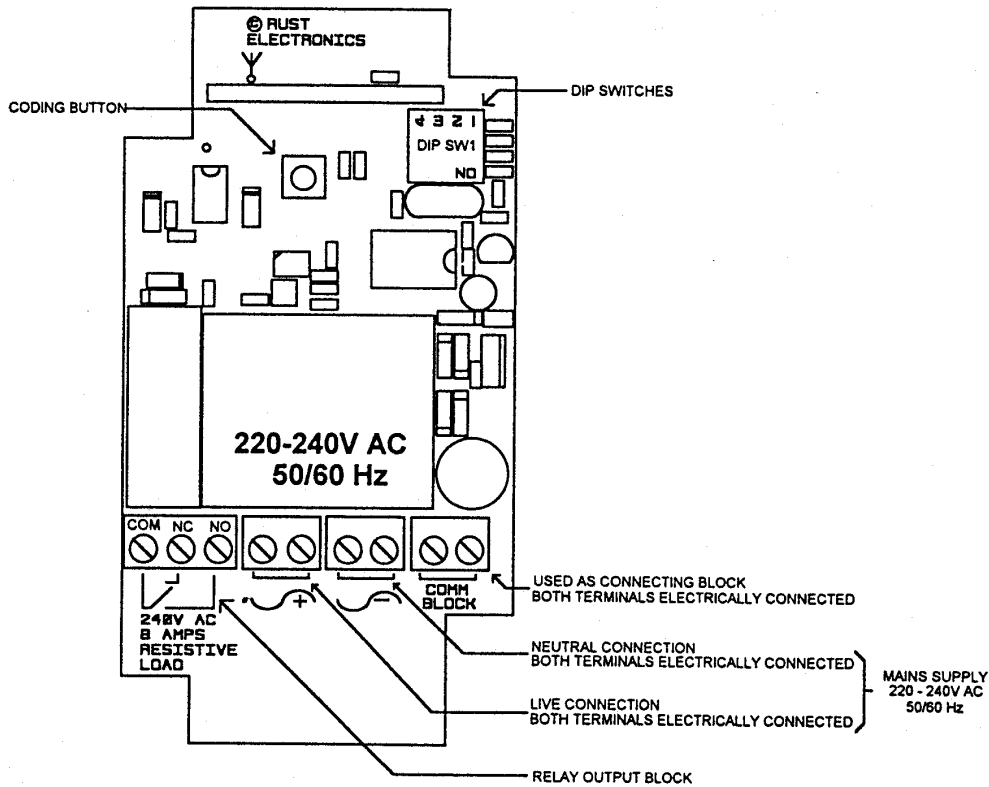 © RUST
ELECTRONICS
DIP SWITCHES
CODING BUTTON
4 3 2 1
DIP SW1
NO
220-240V AC
50/60 Hz
COM NC NO
COMM
BLOCK
+ −
240V AC
8 AMPS
RESISTIVE
LOAD
USED AS CONNECTING BLOCK
BOTH TERMINALS ELECTRICALLY CONNECTED
NEUTRAL CONNECTION
BOTH TERMINALS ELECTRICALLY CONNECTED
MAINS SUPPLY
220 - 240V AC
50/60 Hz
LIVE CONNECTION
BOTH TERMINALS ELECTRICALLY CONNECTED
RELAY OUTPUT BLOCK